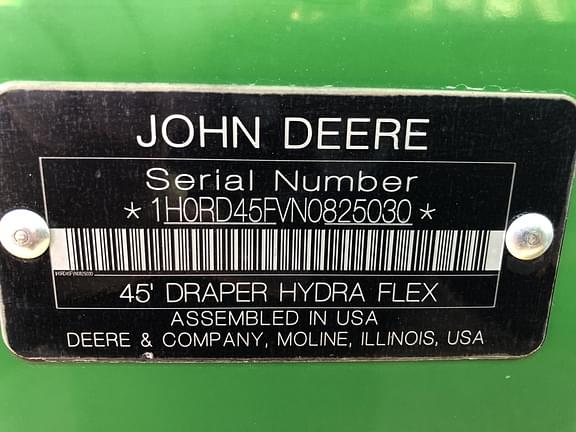 JOHN DEERE
Serial Number
*1H0RD45FVN0825030*
45' DRAPER HYDRA FLEX
ASSEMBLED IN USA
DEERE & COMPANY, MOLINE, ILLINOIS, USA